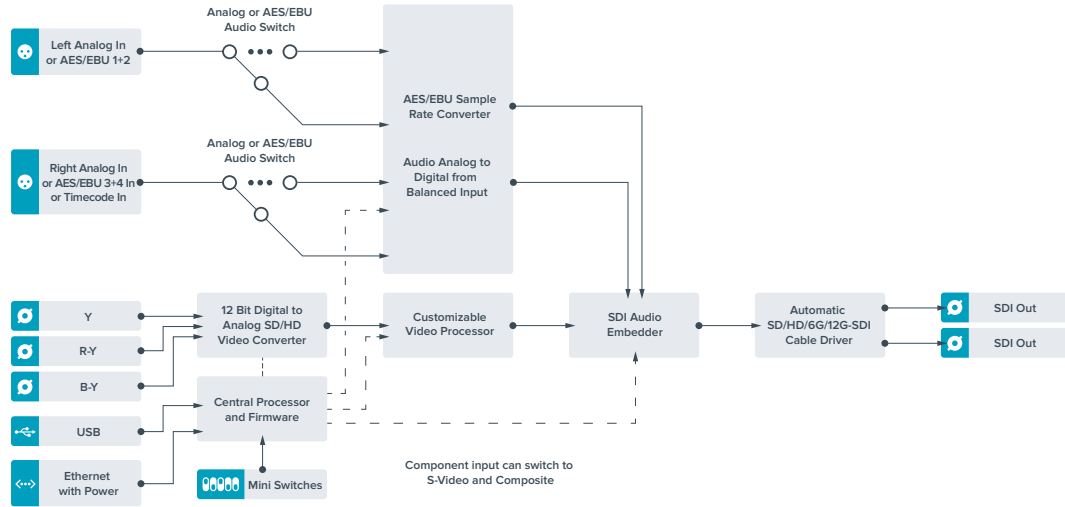 Analog or AES/EBU
Audio Switch
Left Analog In
or AES/EBU 1+2
AES/EBU Sample
Rate Converter
Analog or AES/EBU
Audio Switch
Right Analog In
or AES/EBU 3+4 In
or Timecode In
Audio Analog to
Digital from
Balanced Input
Y
R-Y
B-Y
12 Bit Digital to
Analog SD/HD
Video Converter
Customizable
Video Processor
SDI Audio
Embedder
Automatic
SD/HD/6G/12G-SDI
Cable Driver
SDI Out
SDI Out
Central Processor
and Firmware
USB
Ethernet
with Power
Mini Switches
Component input can switch to
S-Video and Composite